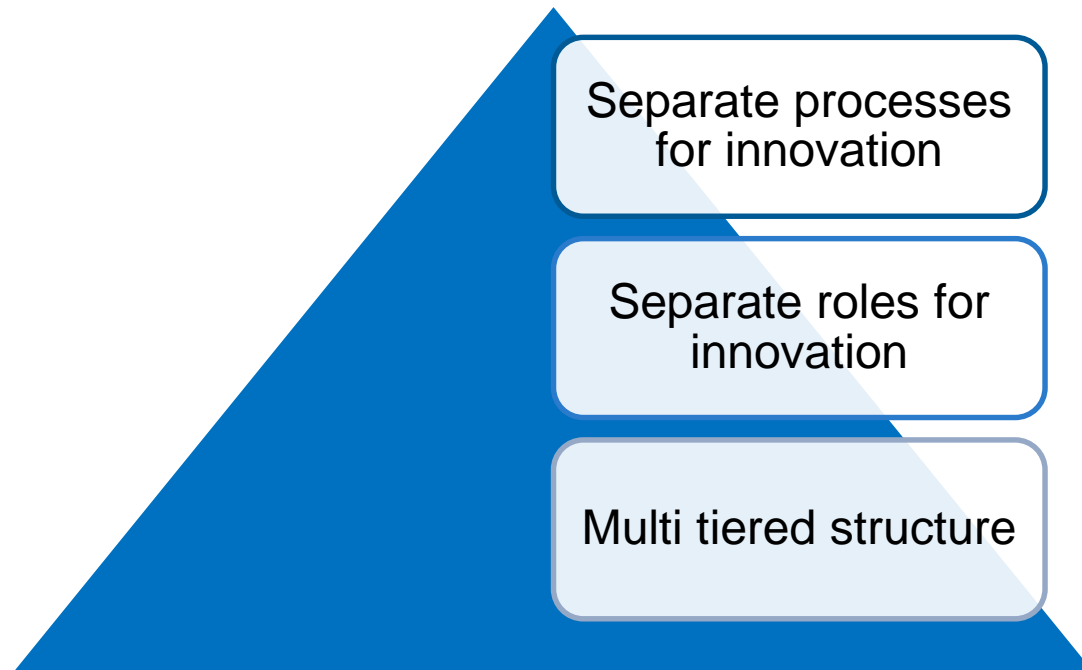 Separate processes
for innovation
Separate roles for
innovation
Multi tiered structure